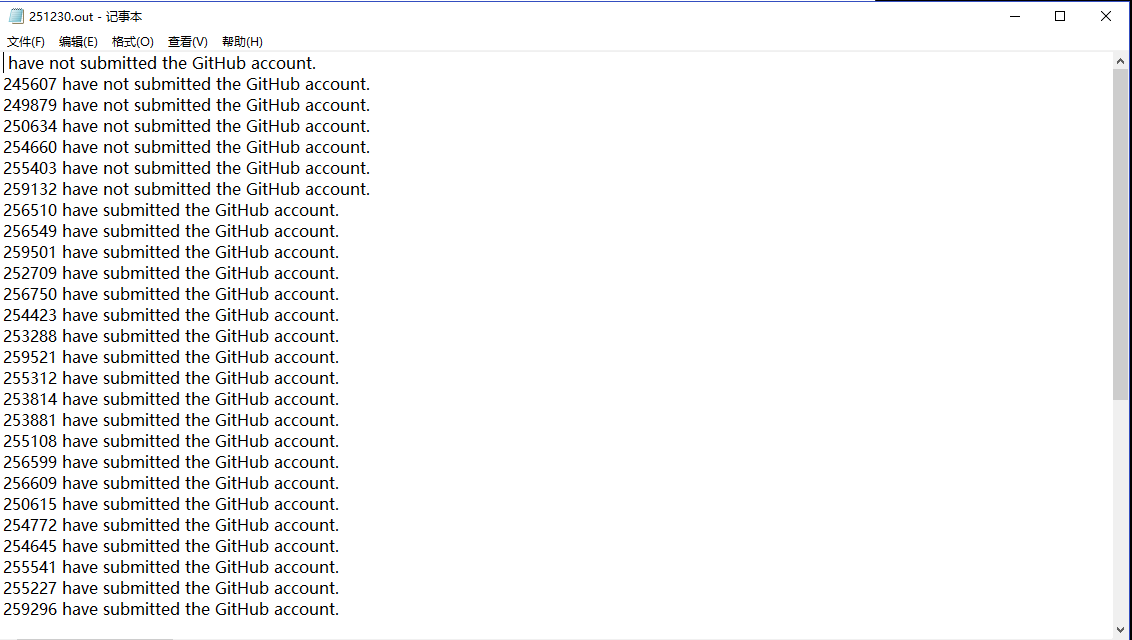 251230.out - 记事本
文件(F) 编辑(E) 格式(O) 查看(V) 帮助(H)
have not submitted the GitHub account.
245607 have not submitted the GitHub account.
249879 have not submitted the GitHub account.
250634 have not submitted the GitHub account.
254660 have not submitted the GitHub account.
255403 have not submitted the GitHub account.
259132 have not submitted the GitHub account.
256510 have submitted the GitHub account.
256549 have submitted the GitHub account.
259501 have submitted the GitHub account.
252709 have submitted the GitHub account.
256750 have submitted the GitHub account.
254423 have submitted the GitHub account.
253288 have submitted the GitHub account.
259521 have submitted the GitHub account.
255312 have submitted the GitHub account.
253814 have submitted the GitHub account.
253881 have submitted the GitHub account.
255108 have submitted the GitHub account.
256599 have submitted the GitHub account.
256609 have submitted the GitHub account.
250615 have submitted the GitHub account.
254772 have submitted the GitHub account.
254645 have submitted the GitHub account.
255541 have submitted the GitHub account.
255227 have submitted the GitHub account.
259296 have submitted the GitHub account.